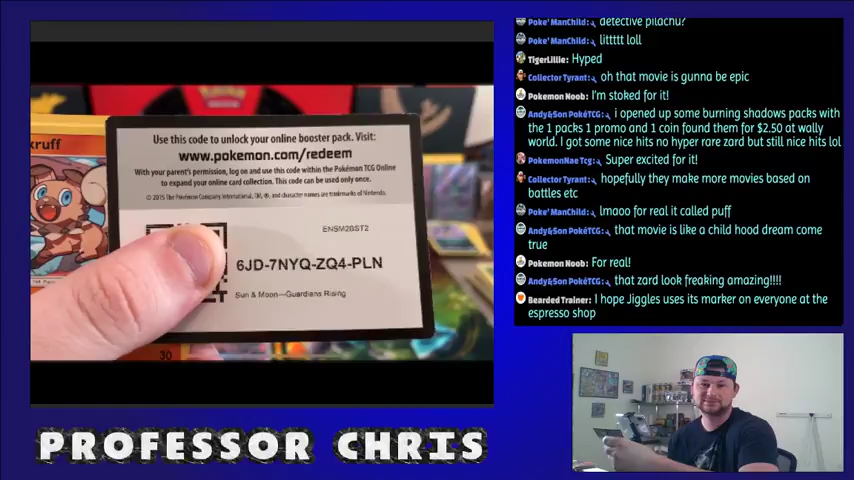 kruff
Use this code to unlock your online booster pack. Visit:
www.pokemon.com/redeem
With your parent's permission, log on and use this code within the Pokémon TCG Online
to expand your online card collection. This code can be used only once.
ENSM2BST2
6JD-7NYQ-ZQ4-PLN
Sun & Moon—Guardians Rising
30
PROFESSOR CHRIS
Poke' ManChild: detective pilachu?
Poke' ManChild: litttttt loll
TigerLillie: Hyped
Collector Tyrant: oh that movie is gunna be epic
Pokemon Noob: I'm stoked for it!
Andy&Son PokéTCG: i opened up some burning shadows packs with
the 1 packs 1 promo and 1 coin found them for $2.50 at wally
world. I got some nice hits no hyper rare zard but still nice hits lol
PokemonNae Tcg: Super excited for it!
Collector Tyrant: hopefully they make more movies based on
battles etc
Poke' ManChild: lmaoo for real it called puff
Andy&Son PokéTCG: that movie is like a child hood dream come
true
Pokemon Noob: For real!
Andy&Son PokéTCG: that zard look freaking amazing!!!!
Bearded Trainer: I hope Jiggles uses its marker on everyone at the
espresso shop